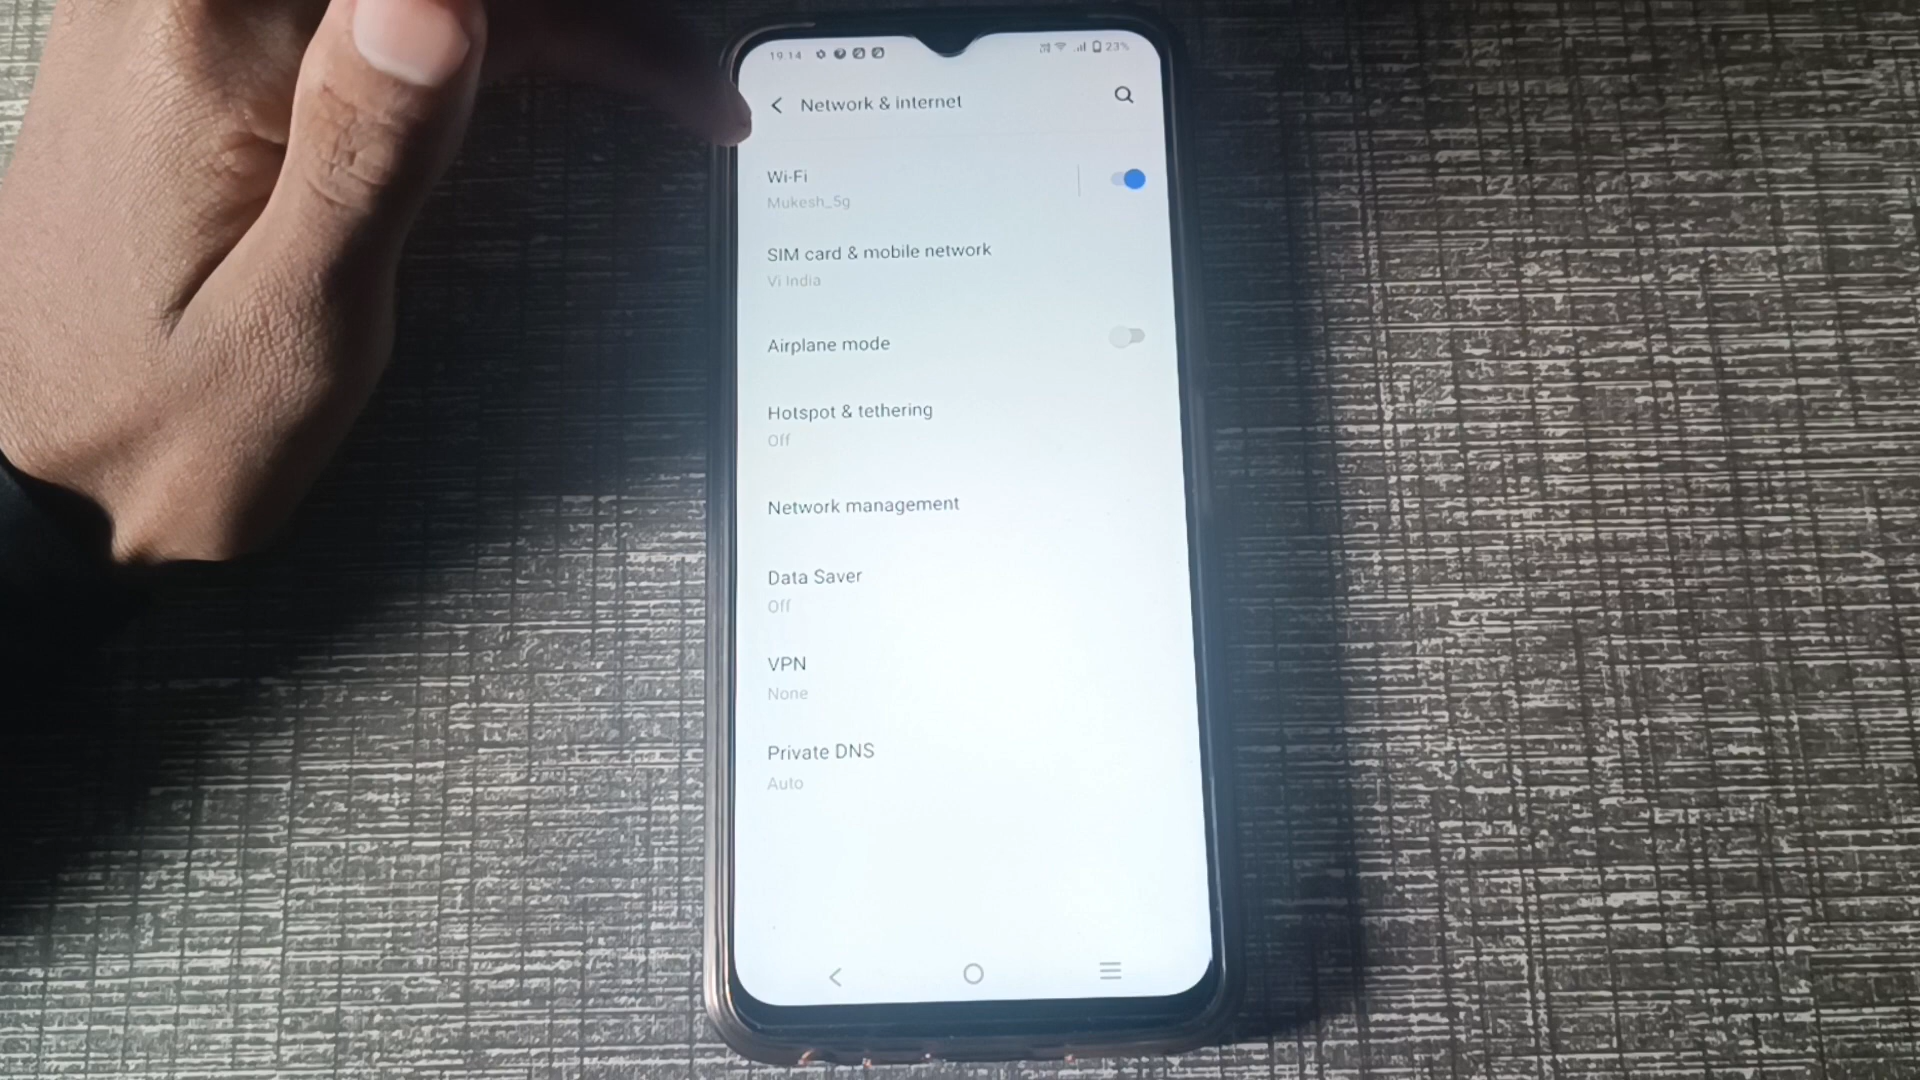 19:14 23%
Network & internet
Wi-Fi
Mukesh_5g
SIM card & mobile network
Vi India
Airplane mode
Hotspot & tethering
Off
Network management
Data Saver
Off
VPN
None
Private DNS
Auto